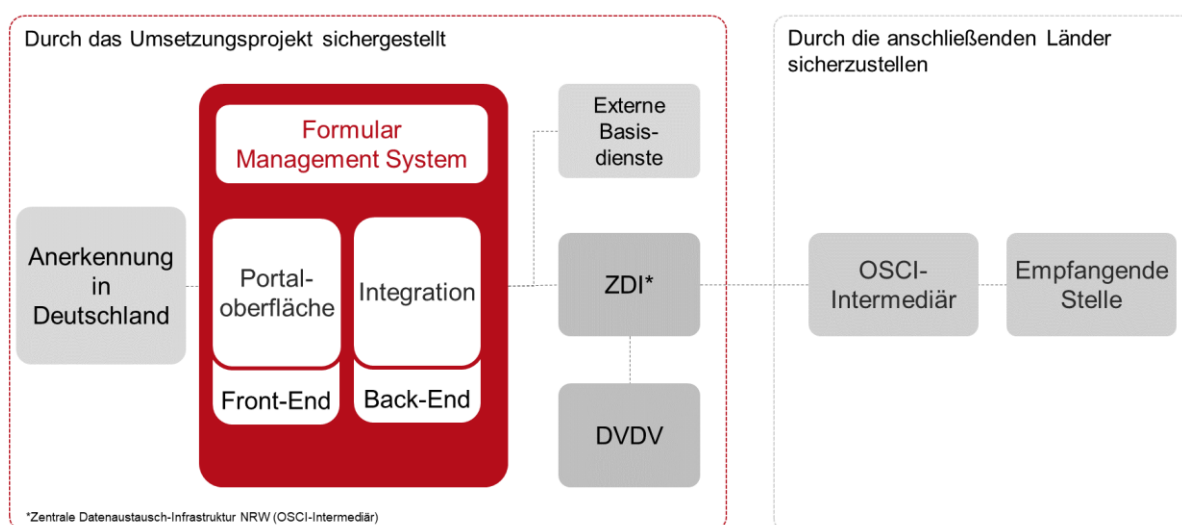 Durch das Umsetzungsprojekt sichergestellt
Durch die anschließenden Länder
sicherzustellen
Formular
Management System
Externe
Basis-
dienste
Anerkennung
in
Deutschland
Portal-
oberfläche
Integration
ZDI*
OSCI-
Intermediär
Empfangende
Stelle
Front-End
Back-End
DVDV
*Zentrale Datenaustausch-Infrastruktur NRW (OSCI-Intermediär)